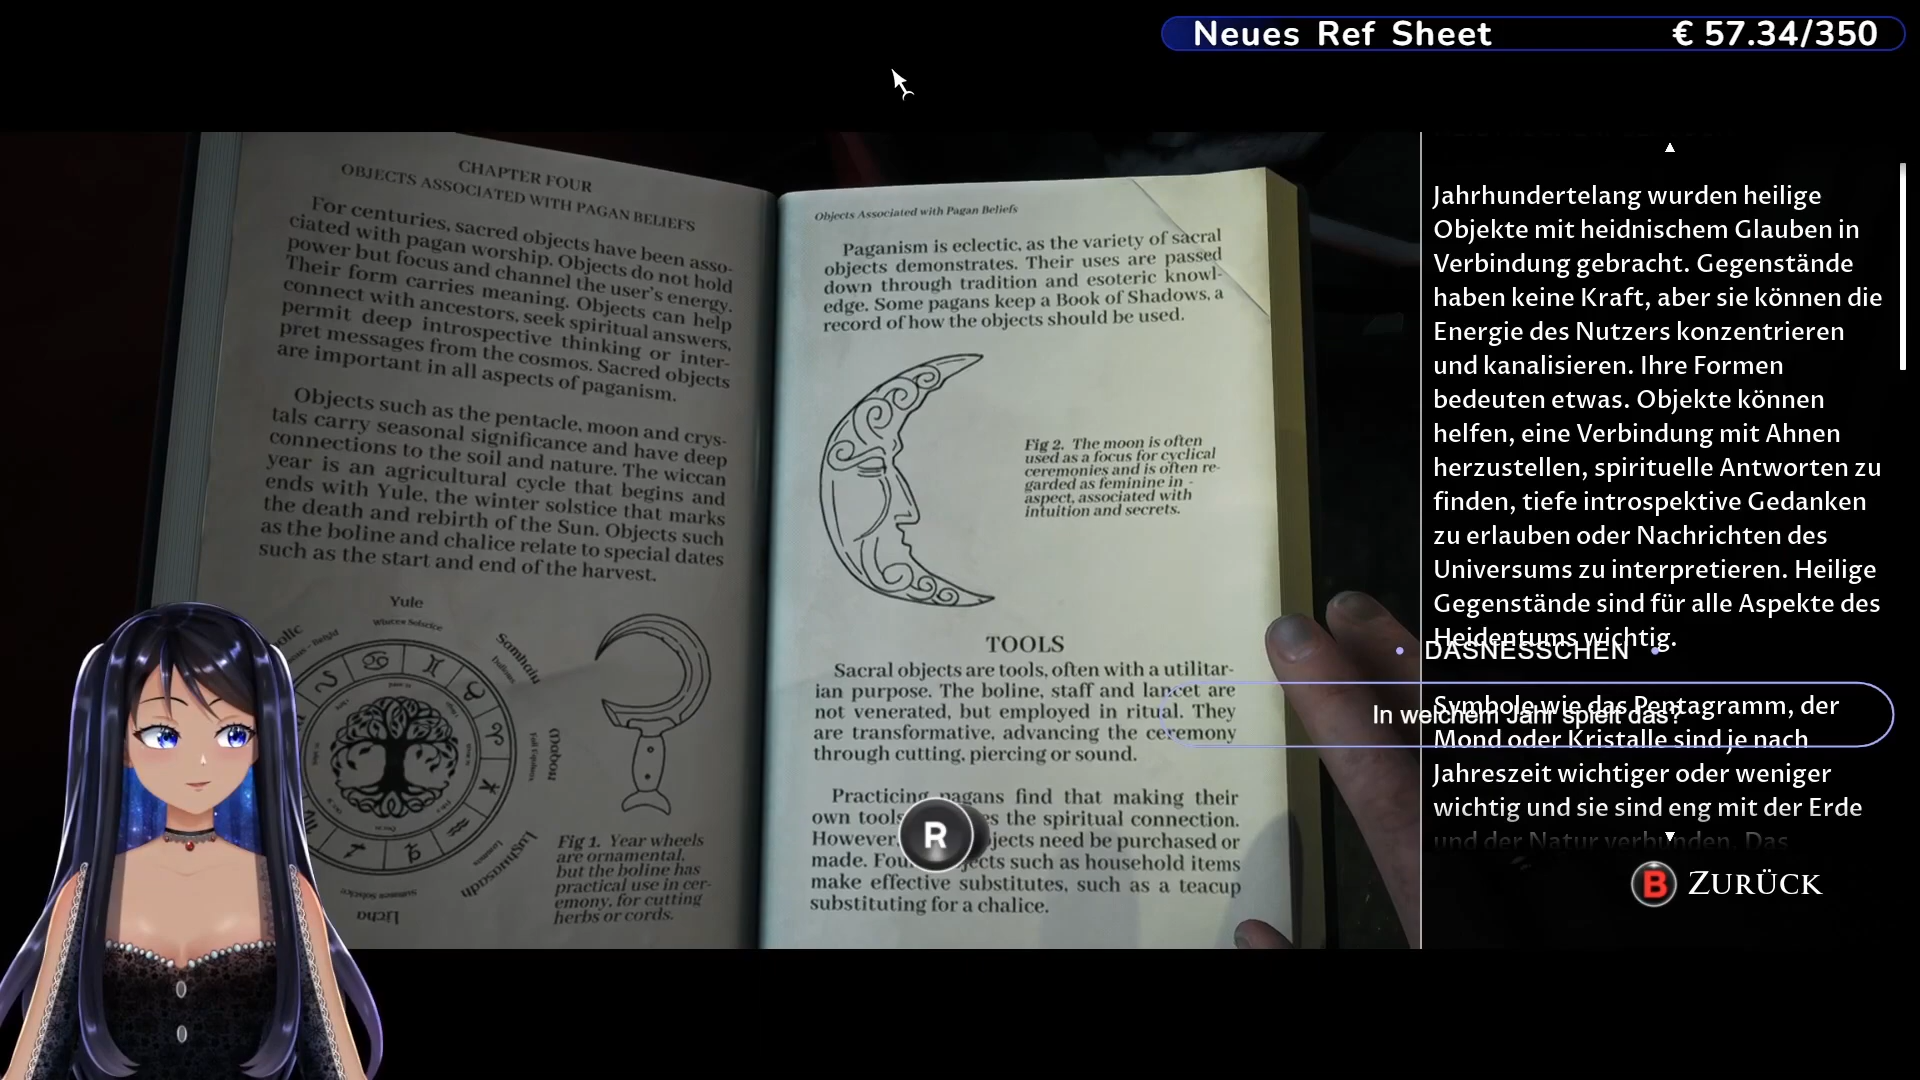 Neues Ref Sheet € 57.34/350
CHAPTER FOUR
OBJECTS ASSOCIATED WITH PAGAN BELIEFS
For centuries, sacred objects have been asso-
ciated with pagan worship. Objects do not hold
power but focus and channel the user's energy.
Their form carries meaning. Objects can help
connect with ancestors, seek spiritual answers,
permit deep introspective thinking or inter-
pret messages from the cosmos. Sacred objects
are important in all aspects of paganism.
Objects such as the pentacle, moon and crys-
tals carry seasonal significance and have deep
connections to the soil and nature. The wiccan
year is an agricultural cycle that begins and
ends with Yule, the winter solstice that marks
the death and rebirth of the Sun. Objects such
as the boline and chalice relate to special dates
such as the start and end of the harvest.
Yule
Winter Solstice
Samhain
Mabon
Lughnasadh
Summer Solstice
Litha
Fig 1. Year wheels
are ornamental,
but the boline has
practical use in cer-
emony, for cutting
herbs or cords.
Objects Associated with Pagan Beliefs
Paganism is eclectic, as the variety of sacral
objects demonstrates. Their uses are passed
down through tradition and esoteric knowl-
edge. Some pagans keep a Book of Shadows, a
record of how the objects should be used.
Fig 2. The moon is often
used as a focus for cyclical
ceremonies and is often re-
garded as feminine in -
aspect, associated with
intuition and secrets.
TOOLS
Sacral objects are tools, often with a utilitar-
ian purpose. The boline, staff and lancet are
not venerated, but employed in ritual. They
are transformative, advancing the ceremony
through cutting, piercing or sound.
Practicing pagans find that making their
own tools the spiritual connection.
However, need be purchased or
made. such as household items
make effective substitutes, such as a teacup
substituting for a chalice.
R
Jahrhundertelang wurden heilige
Objekte mit heidnischem Glauben in
Verbindung gebracht. Gegenstände
haben keine Kraft, aber sie können die
Energie des Nutzers konzentrieren
und kanalisieren. Ihre Formen
bedeuten etwas. Objekte können
helfen, eine Verbindung mit Ahnen
herzustellen, spirituelle Antworten zu
finden, tiefe introspektive Gedanken
zu erlauben oder Nachrichten des
Universums zu interpretieren. Heilige
Gegenstände sind für alle Aspekte des
Heidentums wichtig.
DASNESSCHEN
Symbole wie das Pentagramm, der
In welchem Jahr spielt das?
Mond oder Kristalle sind je nach
Jahreszeit wichtiger oder weniger
wichtig und sie sind eng mit der Erde
und der Natur verbunden. Das
B ZURÜCK